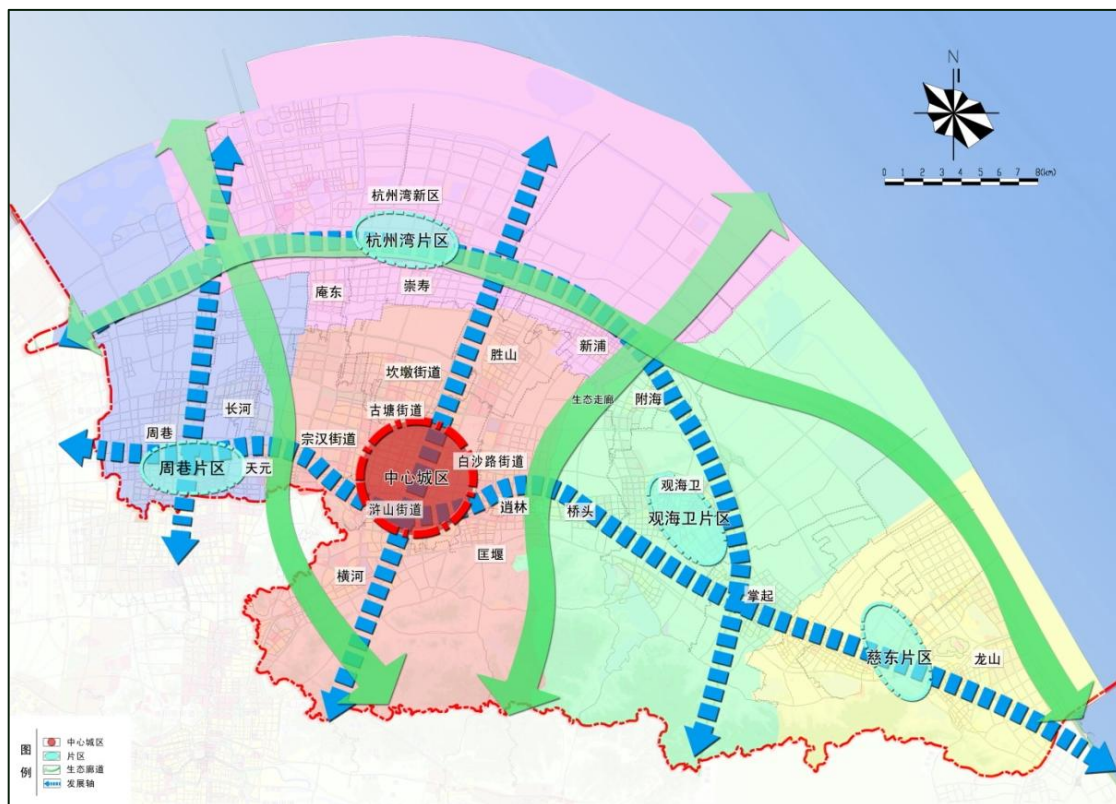 N
0 1 2 3 4 5 6 7 8(km)
杭州湾新区
杭州湾片区
崇寿
庵东
新浦
胜山
坎墩街道
生态走廊
附海
长河
古塘街道
周巷
宗汉街道
周巷片区
天元
中心城区
白沙路街道
观海卫
浒山街道
逍林
桥头
观海卫片区
匡堰
横河
掌起
慈东片区
龙山
图例
中心城区
片区
生态廊道
发展轴